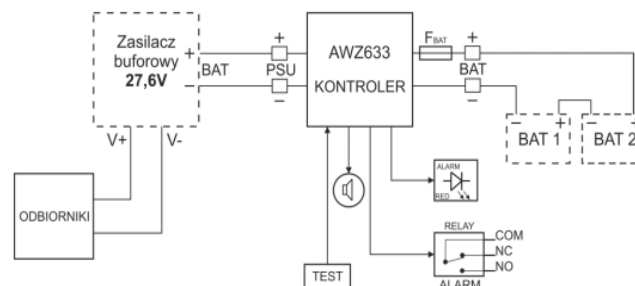 Zasilacz
buforowy
27,6V
+
−
BAT
V+
V-
ODBIORNIKI
+
PSU
−
AWZ633
KONTROLER
FBAT
+
BAT
−
−
+
BAT 1
−
+
BAT 2
ALARM
RED
RELAY
COM
NC
NO
ALARM
TEST